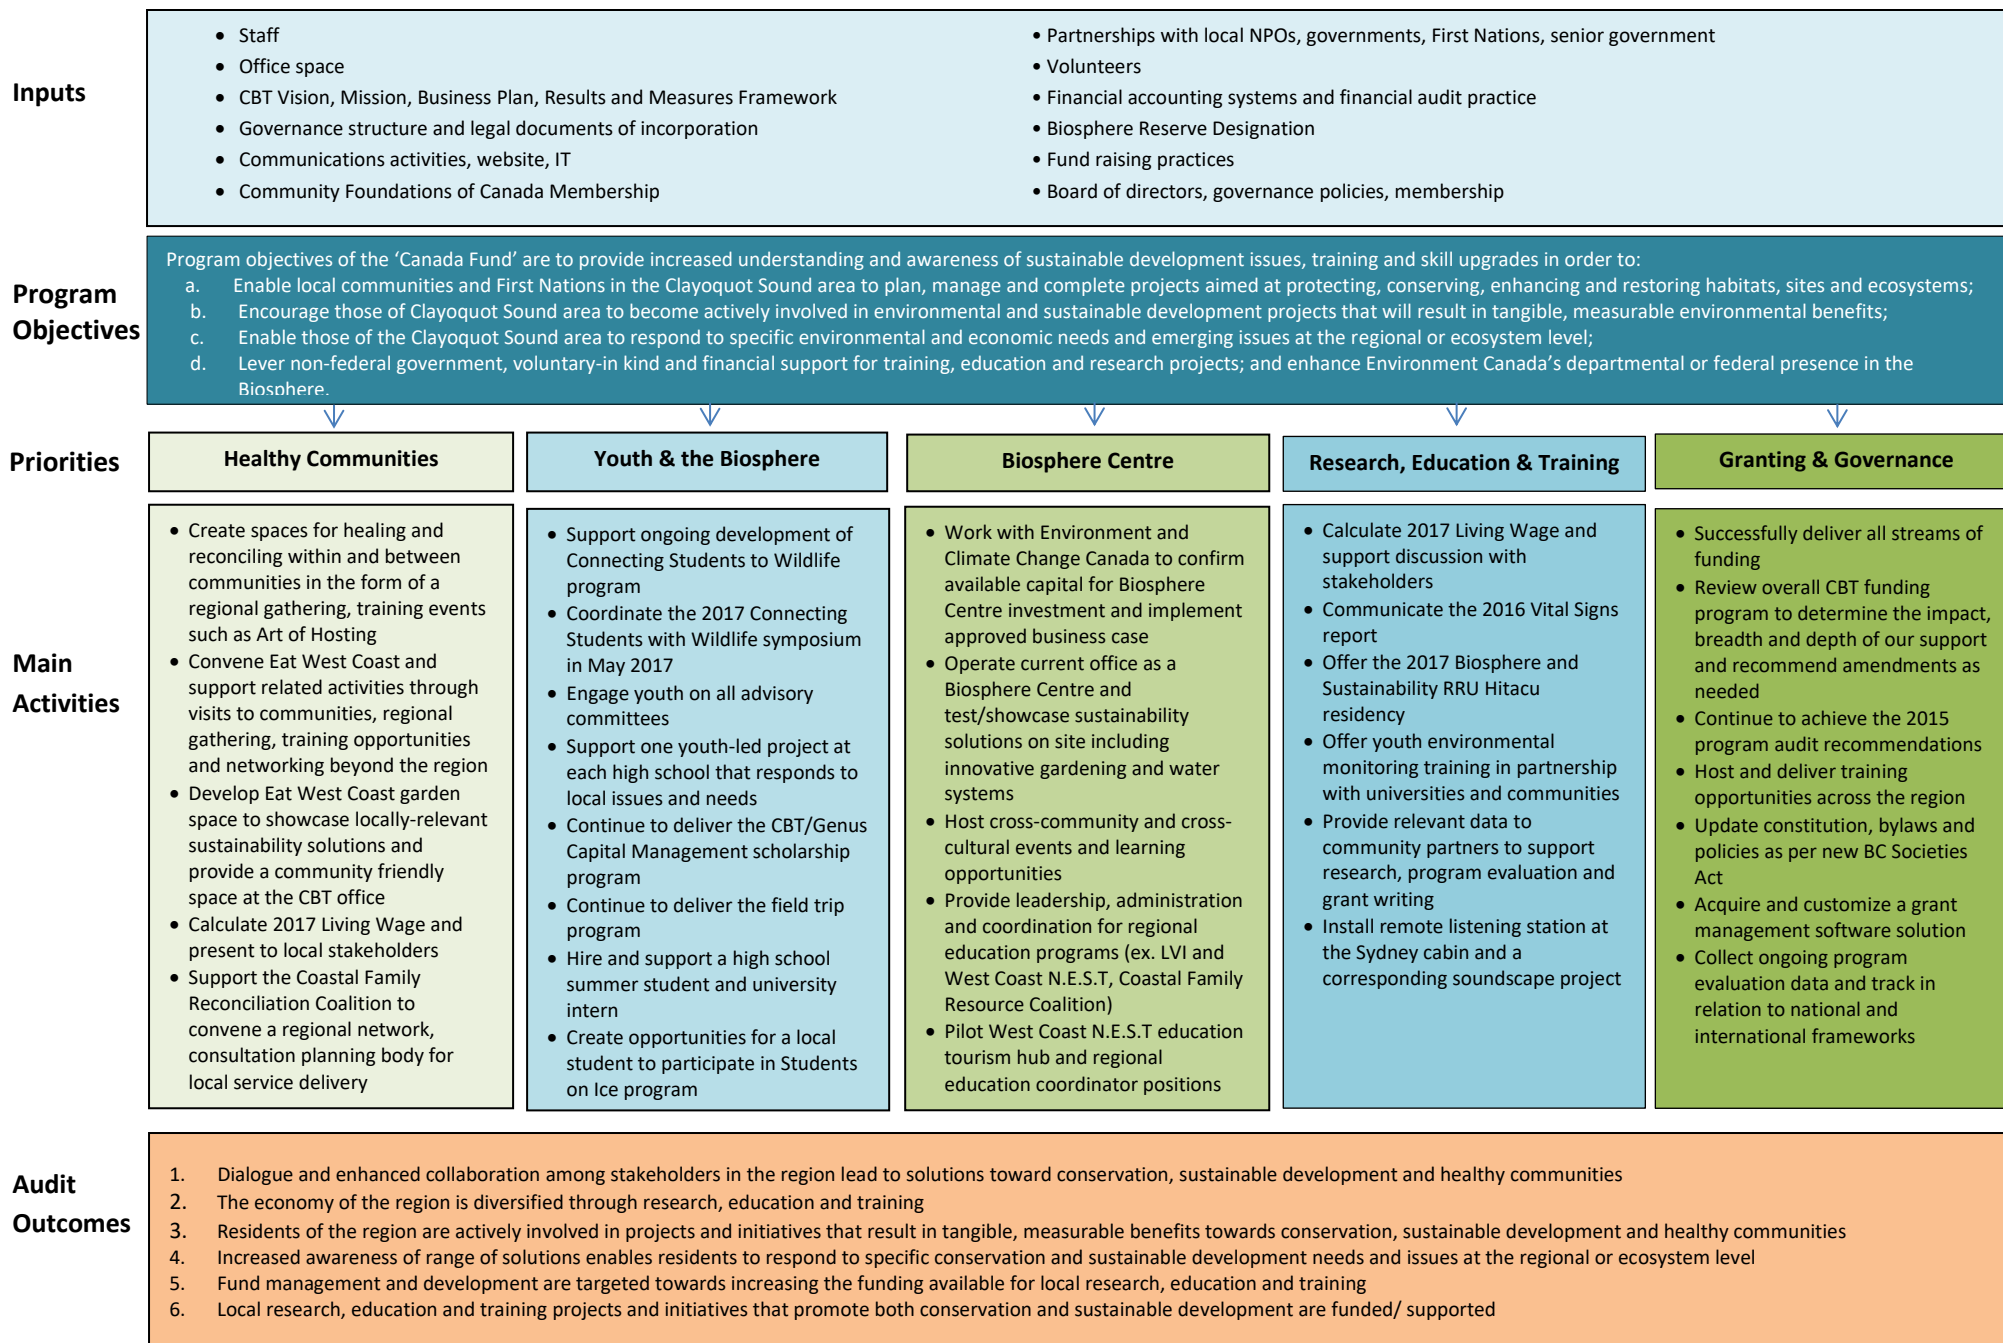 Inputs
• Staff
• Office space
• CBT Vision, Mission, Business Plan, Results and Measures Framework
• Governance structure and legal documents of incorporation
• Communications activities, website, IT
• Community Foundations of Canada Membership
• Partnerships with local NPOs, governments, First Nations, senior government
• Volunteers
• Financial accounting systems and financial audit practice
• Biosphere Reserve Designation
• Fund raising practices
• Board of directors, governance policies, membership
Program
Objectives
Program objectives of the ‘Canada Fund’ are to provide increased understanding and awareness of sustainable development issues, training and skill upgrades in order to:
a. Enable local communities and First Nations in the Clayoquot Sound area to plan, manage and complete projects aimed at protecting, conserving, enhancing and restoring habitats, sites and ecosystems;
b. Encourage those of Clayoquot Sound area to become actively involved in environmental and sustainable development projects that will result in tangible, measurable environmental benefits;
c. Enable those of the Clayoquot Sound area to respond to specific environmental and economic needs and emerging issues at the regional or ecosystem level;
d. Lever non-federal government, voluntary-in kind and financial support for training, education and research projects; and enhance Environment Canada’s departmental or federal presence in the
Biosphere.
Priorities
Healthy Communities
Youth & the Biosphere
Biosphere Centre
Research, Education & Training
Granting & Governance
Main
Activities
• Create spaces for healing and
reconciling within and between
communities in the form of a
regional gathering, training events
such as Art of Hosting
• Convene Eat West Coast and
support related activities through
visits to communities, regional
gathering, training opportunities
and networking beyond the region
• Develop Eat West Coast garden
space to showcase locally-relevant
sustainability solutions and
provide a community friendly
space at the CBT office
• Calculate 2017 Living Wage and
present to local stakeholders
• Support the Coastal Family
Reconciliation Coalition to
convene a regional network,
consultation planning body for
local service delivery
• Support ongoing development of
Connecting Students to Wildlife
program
• Coordinate the 2017 Connecting
Students with Wildlife symposium
in May 2017
• Engage youth on all advisory
committees
• Support one youth-led project at
each high school that responds to
local issues and needs
• Continue to deliver the CBT/Genus
Capital Management scholarship
program
• Continue to deliver the field trip
program
• Hire and support a high school
summer student and university
intern
• Create opportunities for a local
student to participate in Students
on Ice program
• Work with Environment and
Climate Change Canada to confirm
available capital for Biosphere
Centre investment and implement
approved business case
• Operate current office as a
Biosphere Centre and
test/showcase sustainability
solutions on site including
innovative gardening and water
systems
• Host cross-community and cross-
cultural events and learning
opportunities
• Provide leadership, administration
and coordination for regional
education programs (ex. LVI and
West Coast N.E.S.T, Coastal Family
Resource Coalition)
• Pilot West Coast N.E.S.T education
tourism hub and regional
education coordinator positions
• Calculate 2017 Living Wage and
support discussion with
stakeholders
• Communicate the 2016 Vital Signs
report
• Offer the 2017 Biosphere and
Sustainability RRU Hitacu
residency
• Offer youth environmental
monitoring training in partnership
with universities and communities
• Provide relevant data to
community partners to support
research, program evaluation and
grant writing
• Install remote listening station at
the Sydney cabin and a
corresponding soundscape project
• Successfully deliver all streams of
funding
• Review overall CBT funding
program to determine the impact,
breadth and depth of our support
and recommend amendments as
needed
• Continue to achieve the 2015
program audit recommendations
• Host and deliver training
opportunities across the region
• Update constitution, bylaws and
policies as per new BC Societies
Act
• Acquire and customize a grant
management software solution
• Collect ongoing program
evaluation data and track in
relation to national and
international frameworks
Audit
Outcomes
1. Dialogue and enhanced collaboration among stakeholders in the region lead to solutions toward conservation, sustainable development and healthy communities
2. The economy of the region is diversified through research, education and training
3. Residents of the region are actively involved in projects and initiatives that result in tangible, measurable benefits towards conservation, sustainable development and healthy communities
4. Increased awareness of range of solutions enables residents to respond to specific conservation and sustainable development needs and issues at the regional or ecosystem level
5. Fund management and development are targeted towards increasing the funding available for local research, education and training
6. Local research, education and training projects and initiatives that promote both conservation and sustainable development are funded/ supported